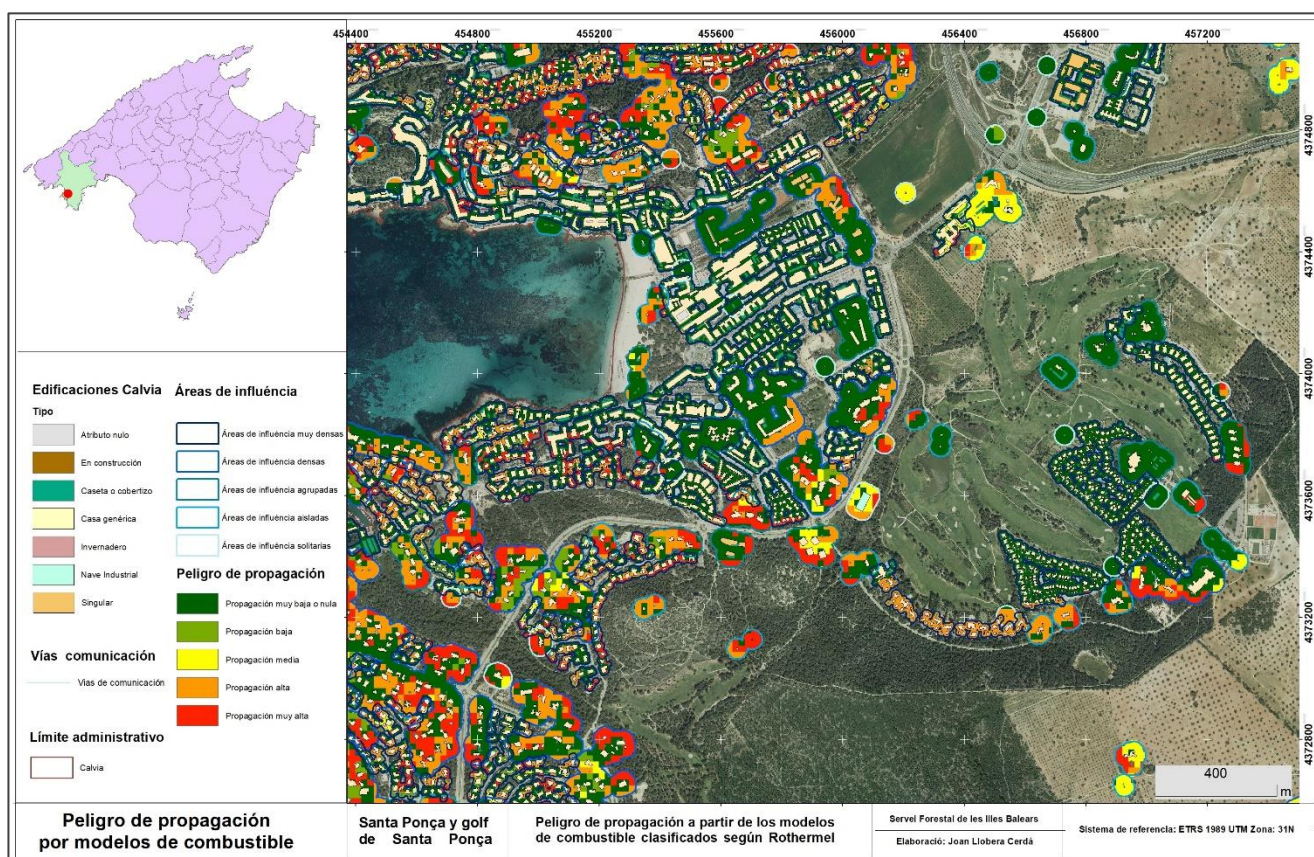 454400 454800 455200 455600 456000 456400 456800 457200
4374800
4374400
4374000
4373600
4373200
4372800
Edificaciones Calvia
Tipo
Atributo nulo
En construcción
Caseta o cobertizo
Casa genérica
Invernadero
Nave Industrial
Singular
Vías comunicación
Vias de comunicación
Límite administrativo
Calvia
Áreas de influéncia
Áreas de influència muy densas
Áreas de influència densas
Áreas de influència agrupadas
Áreas de influència aisladas
Áreas de influència solitarias
Peligro de propagación
Propagación muy baja o nula
Propagación baja
Propagación media
Propagación alta
Propagación muy alta
400
m
Peligro de propagación
por modelos de combustible
Santa Ponça y golf
de Santa Ponça
Peligro de propagación a partir de los modelos
de combustible clasificados según Rothermel
Servei Forestal de les Illes Balears
Elaboració: Joan Llobera Cerdà
Sistema de referencia: ETRS 1989 UTM Zona: 31N